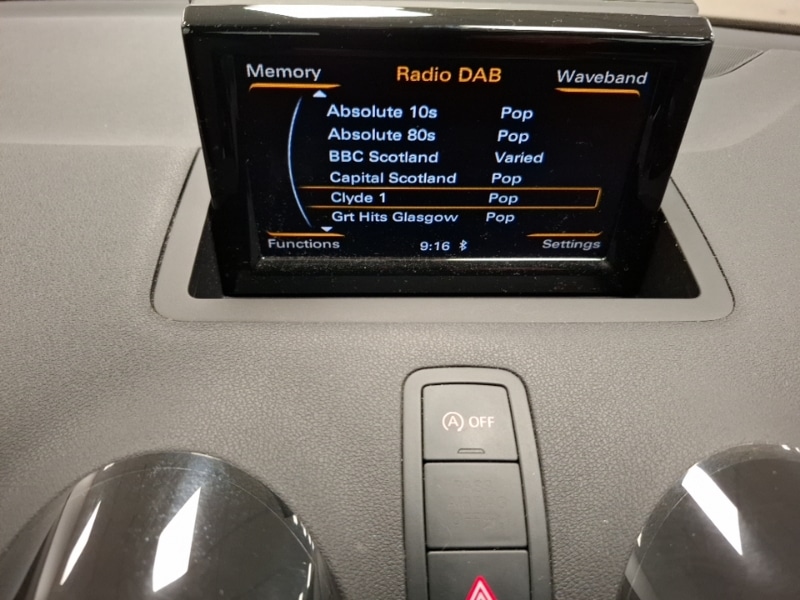 Memory Radio DAB Waveband
Absolute 10s Pop
Absolute 80s Pop
BBC Scotland Varied
Capital Scotland Pop
Clyde 1 Pop
Grt Hits Glasgow Pop
Functions 9:16 Settings
A OFF